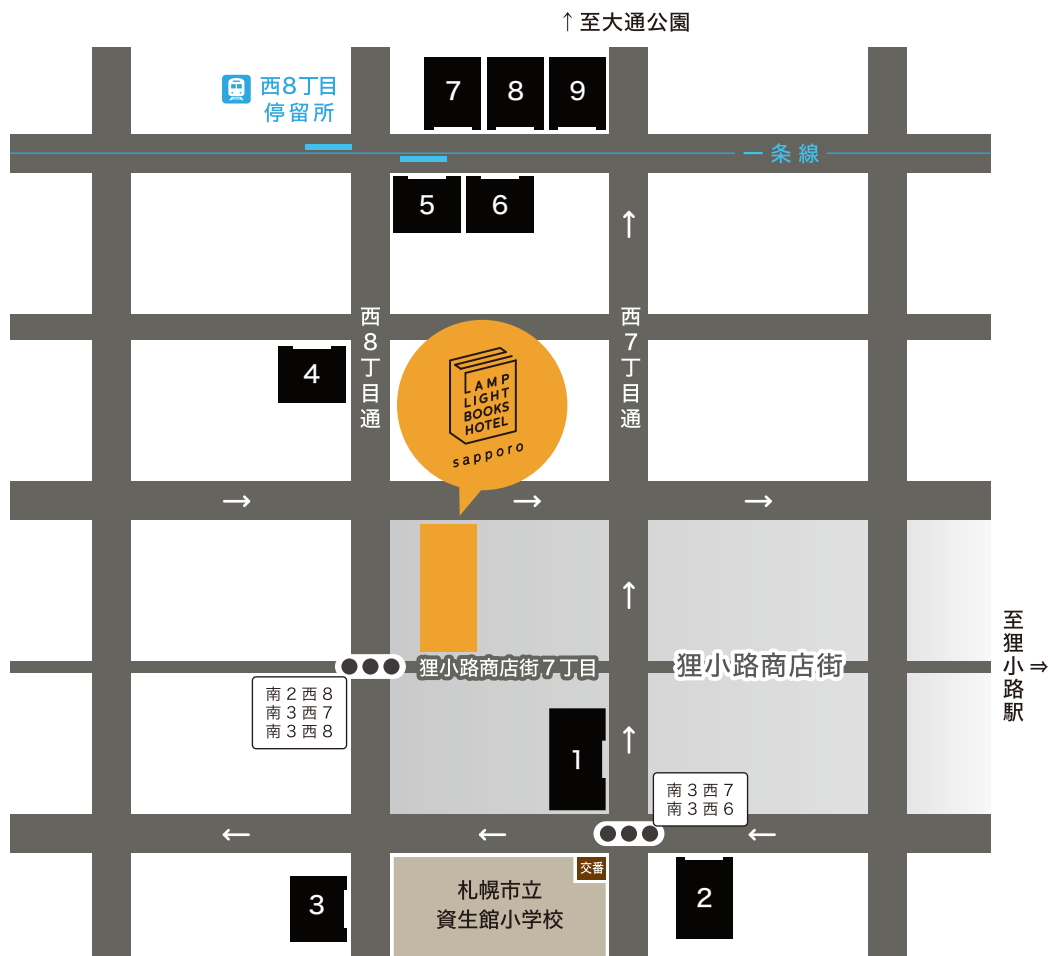 ↑至大通公園
西8丁目
停留所
7
8
9
一条線
5
6
西8丁目通
西7丁目通
4
LAMP
LIGHT
BOOKS
HOTEL
sapporo
→
→
→
狸小路商店街7丁目
狸小路商店街
至狸小路駅⇒
南2西8
南3西7
南3西8
1
南3西7
南3西6
←
←
←
交番
札幌市立
資生館小学校
3
2